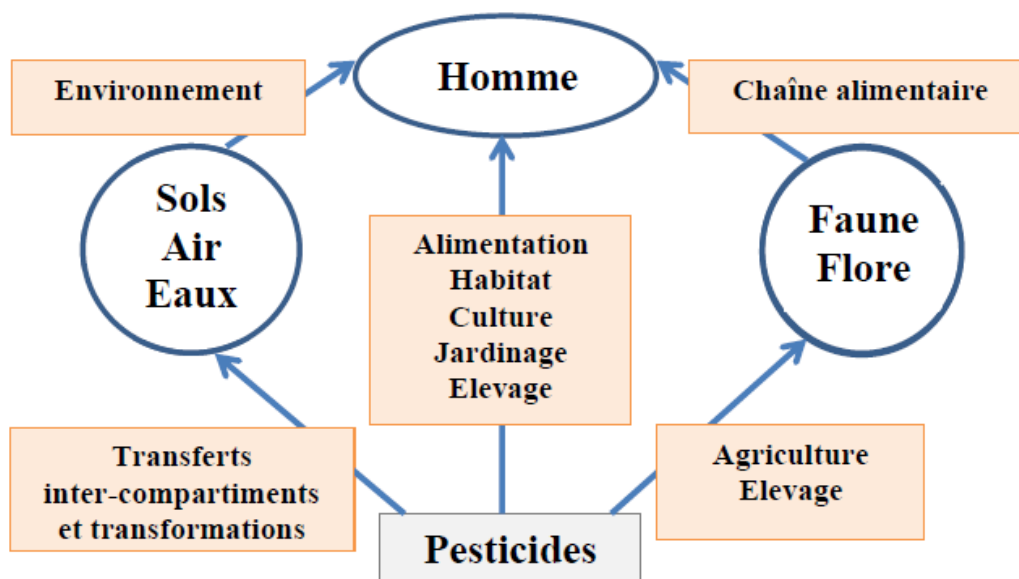 Homme
Environnement
Chaîne alimentaire
Sols
Air
Eaux
Alimentation
Habitat
Culture
Jardinage
Elevage
Faune
Flore
Transferts
inter-compartiments
et transformations
Agriculture
Elevage
Pesticides